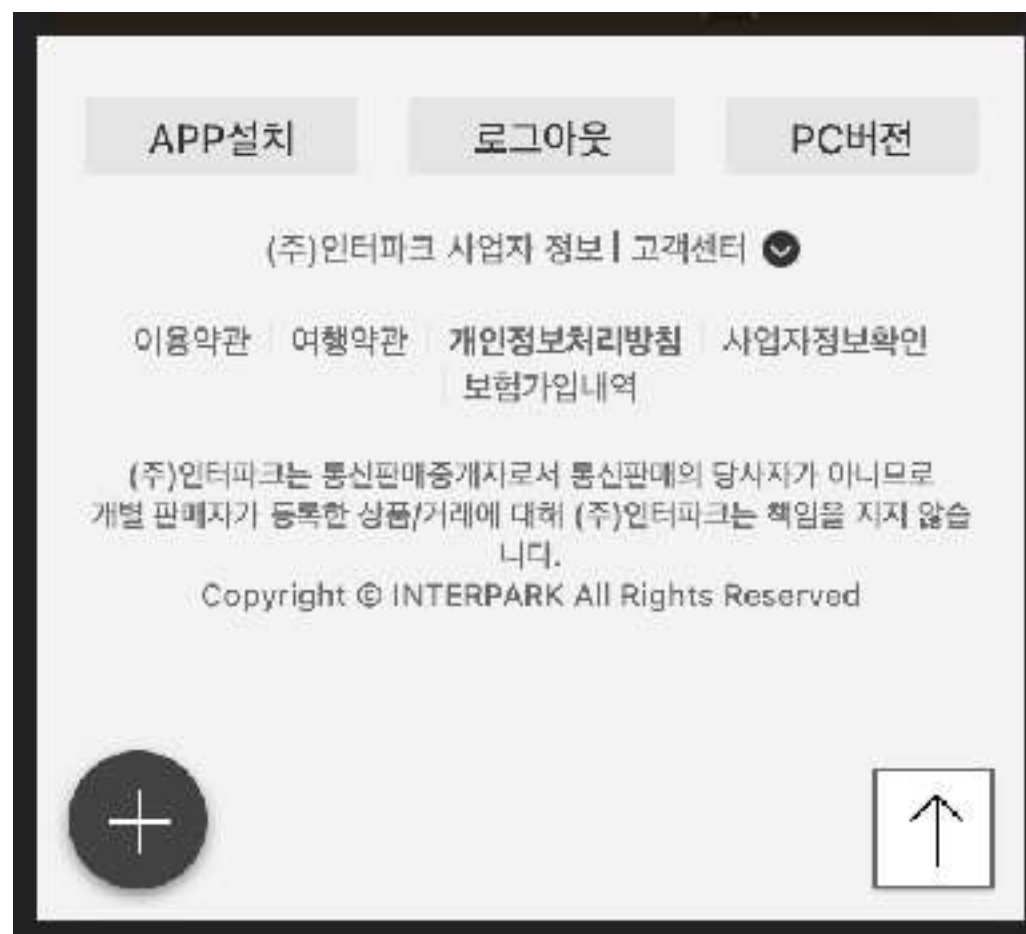 APP설치 로그아웃 PC버전
(주)인터파크 사업자 정보 | 고객센터
이용약관 여행약관 개인정보처리방침 사업자정보확인
보험가입내역
(주)인터파크는 통신판매중개자로서 통신판매의 당사자가 아니므로
개별 판매자가 등록한 상품/거래에 대해 (주)인터파크는 책임을 지지 않습
니다.
Copyright © INTERPARK All Rights Reserved